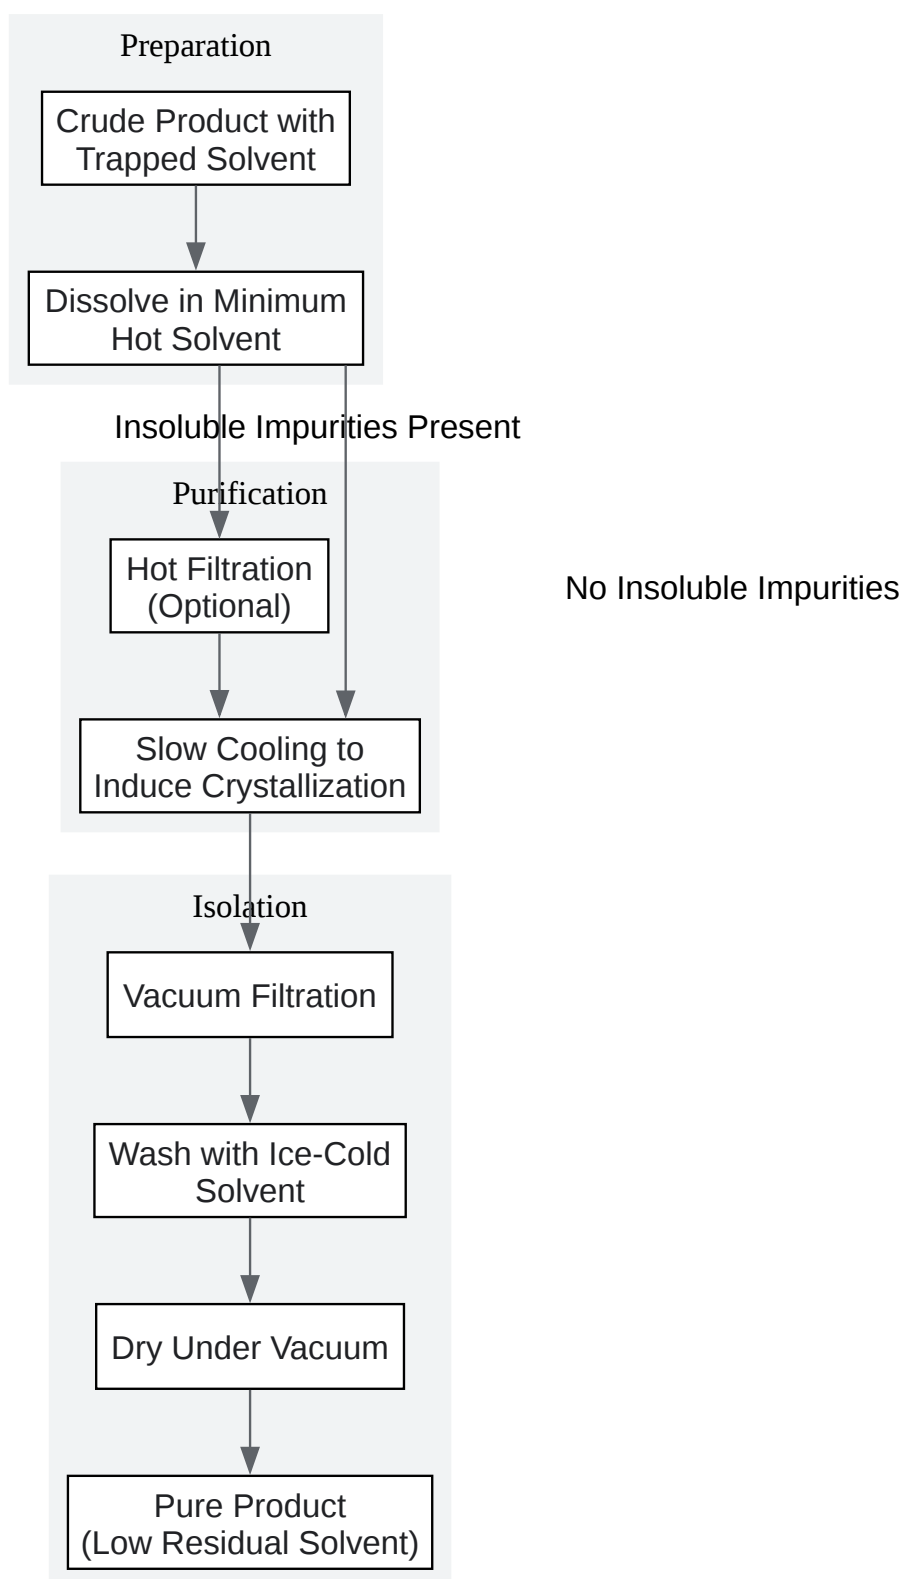 Preparation
Crude Product with
Trapped Solvent
Dissolve in Minimum
Hot Solvent
Insoluble Impurities Present
Purification
Hot Filtration
(Optional)
No Insoluble Impurities
Slow Cooling to
Induce Crystallization
Isolation
Vacuum Filtration
Wash with Ice-Cold
Solvent
Dry Under Vacuum
Pure Product
(Low Residual Solvent)